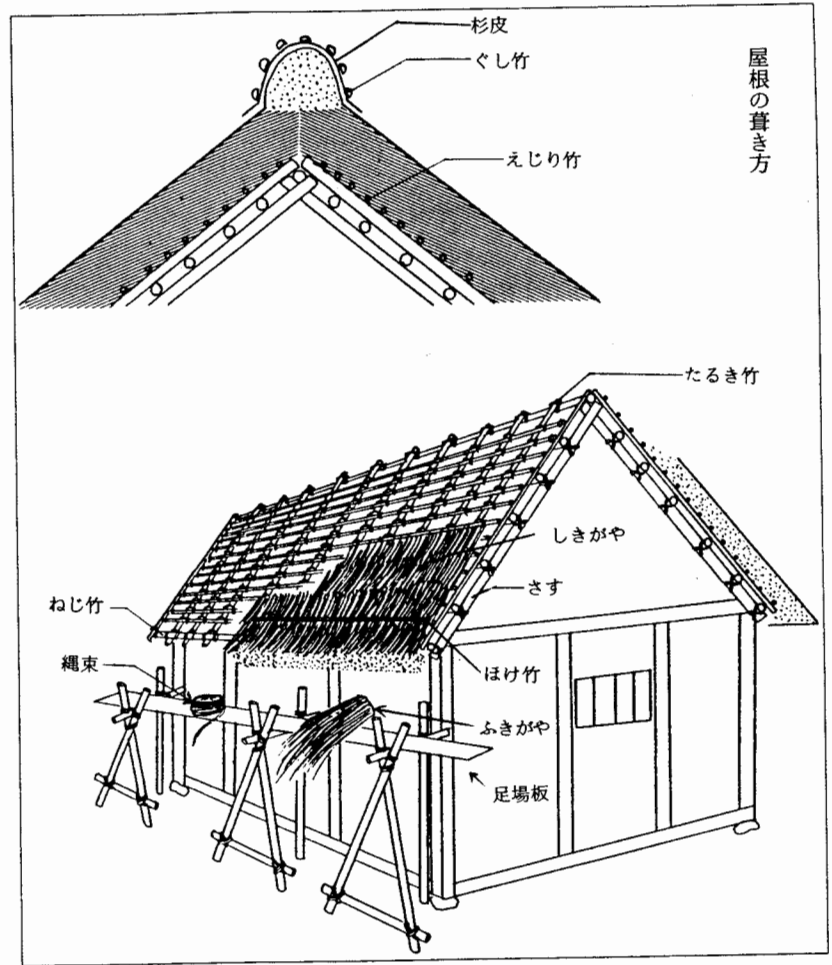 屋根の葺き方
杉皮
ぐし竹
えじり竹
たるき竹
しきがや
さす
ねじ竹
縄束
ほけ竹
ふきがや
足場板